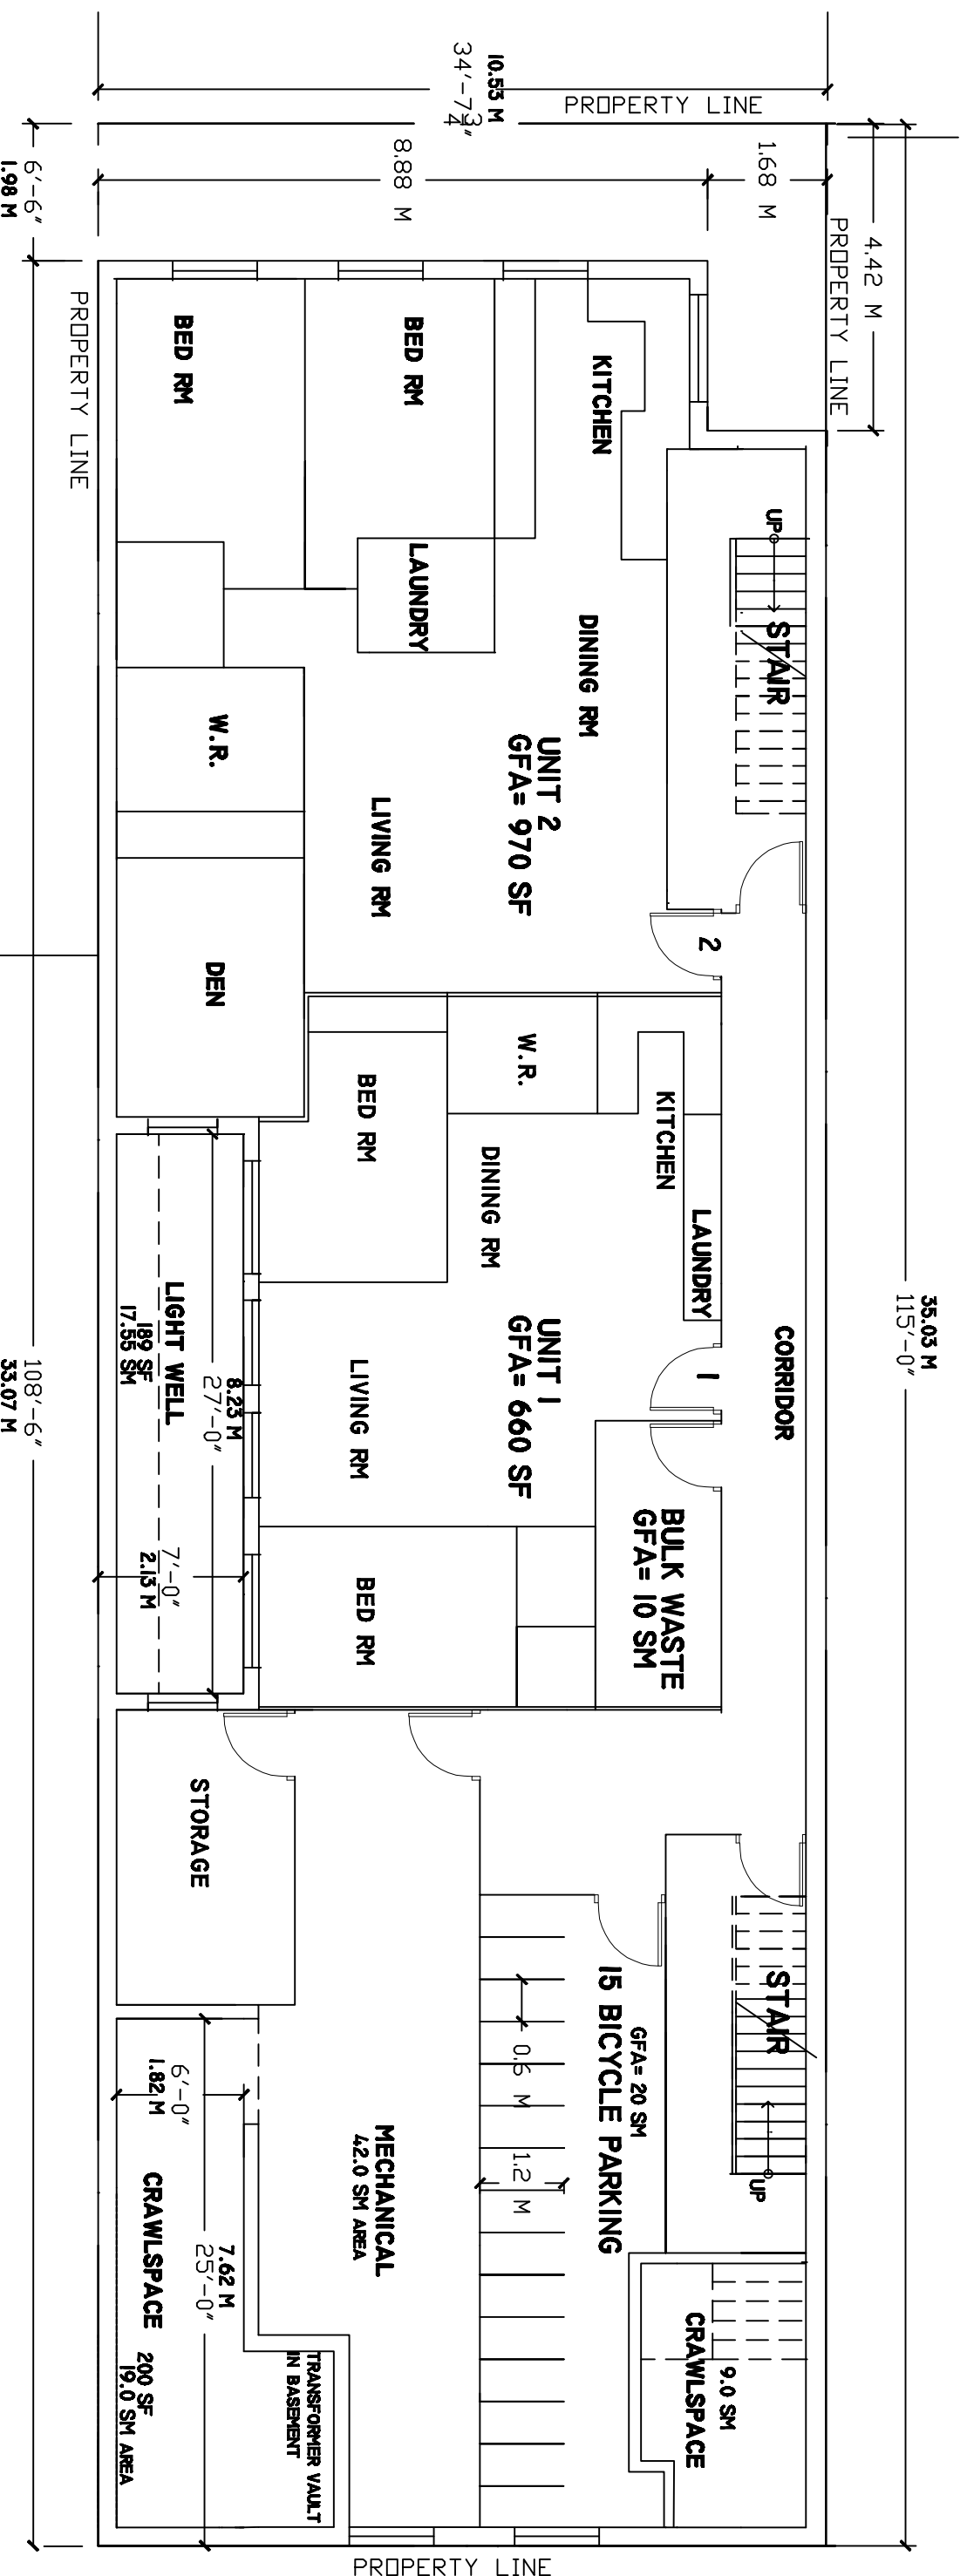 PROPERTY LINE
10.53 M
34'-7 3/4"
8.88 M
1.68 M
4.42 M
PROPERTY LINE
6'-6"
1.98 M
PROPERTY LINE
35.03 M
115'-0"
108'-6"
33.07 M
BED RM
BED RM
KITCHEN
LAUNDRY
DINING RM
UP
STAIR
W.R.
UNIT 2
GFA= 970 SF
LIVING RM
DEN
2
W.R.
BED RM
KITCHEN
DINING RM
LAUNDRY
UNIT 1
GFA= 660 SF
LIVING RM
1
CORRIDOR
LIGHT WELL
189 SF
17.55 SM
8.23 M
27'-0"
7'-0"
2.13 M
BED RM
BULK WASTE
GFA= 10 SM
STORAGE
STAIR
UP
15 BICYCLE PARKING
GFA= 20 SM
0.6 M
1.2 M
MECHANICAL
42.0 SM AREA
6'-0"
1.82 M
CRAWLSPACE
200 SF
19.0 SM AREA
7.62 M
25'-0"
TRANSFORMER VAULT
IN BASEMENT
CRAWLSPACE
9.0 SM
PROPERTY LINE